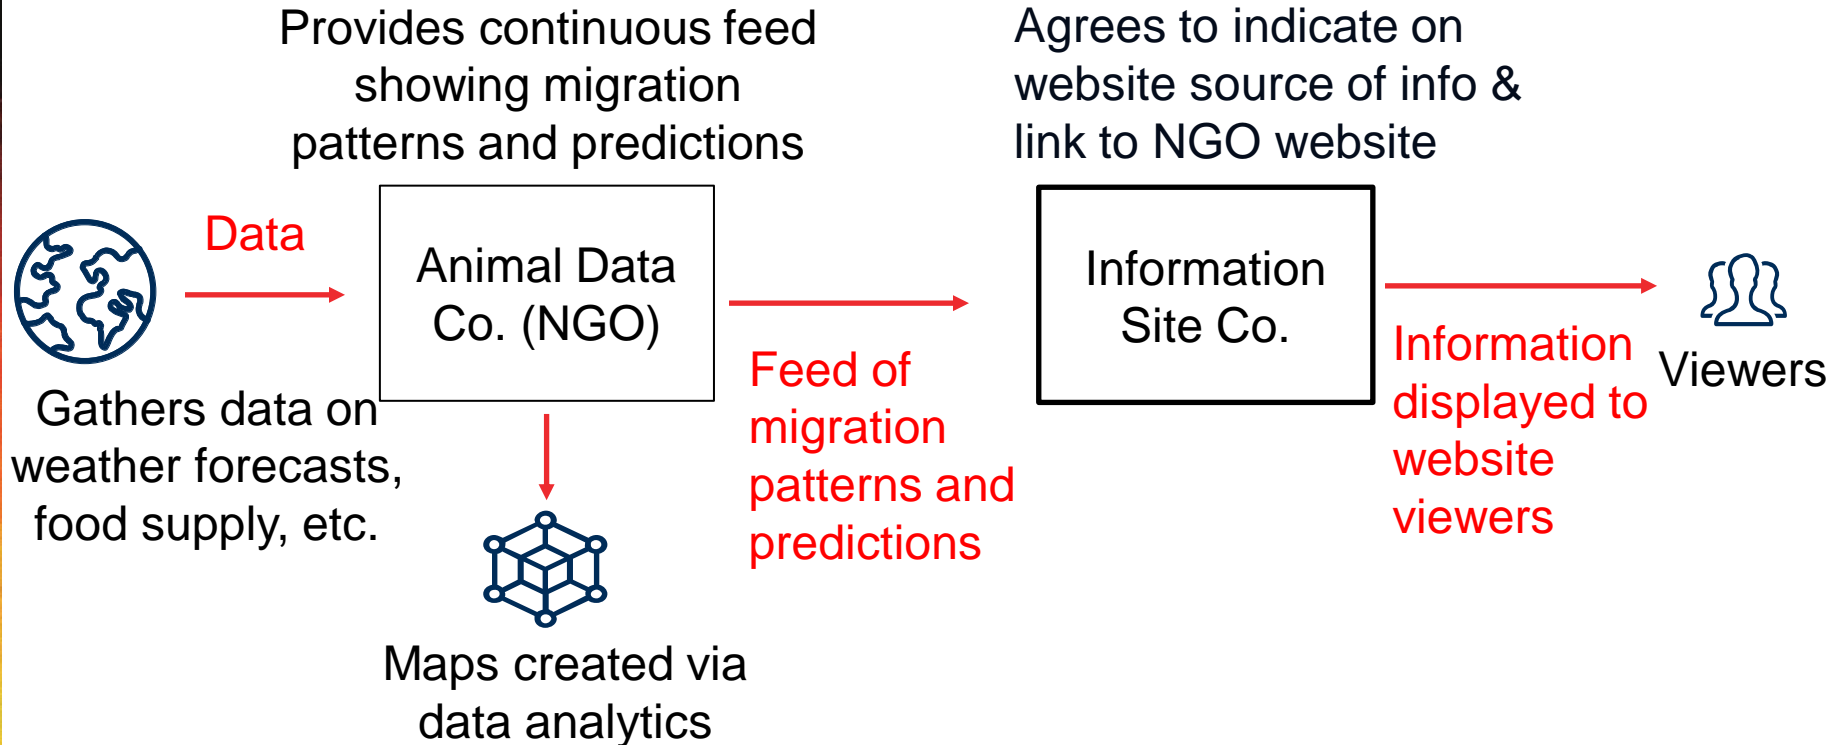 Provides continuous feed
showing migration
patterns and predictions
Agrees to indicate on
website source of info &
link to NGO website
Data
Gathers data on
weather forecasts,
food supply, etc.
Animal Data
Co. (NGO)
Maps created via
data analytics
Feed of
migration
patterns and
predictions
Information
Site Co.
Information
displayed to
website
viewers
Viewers